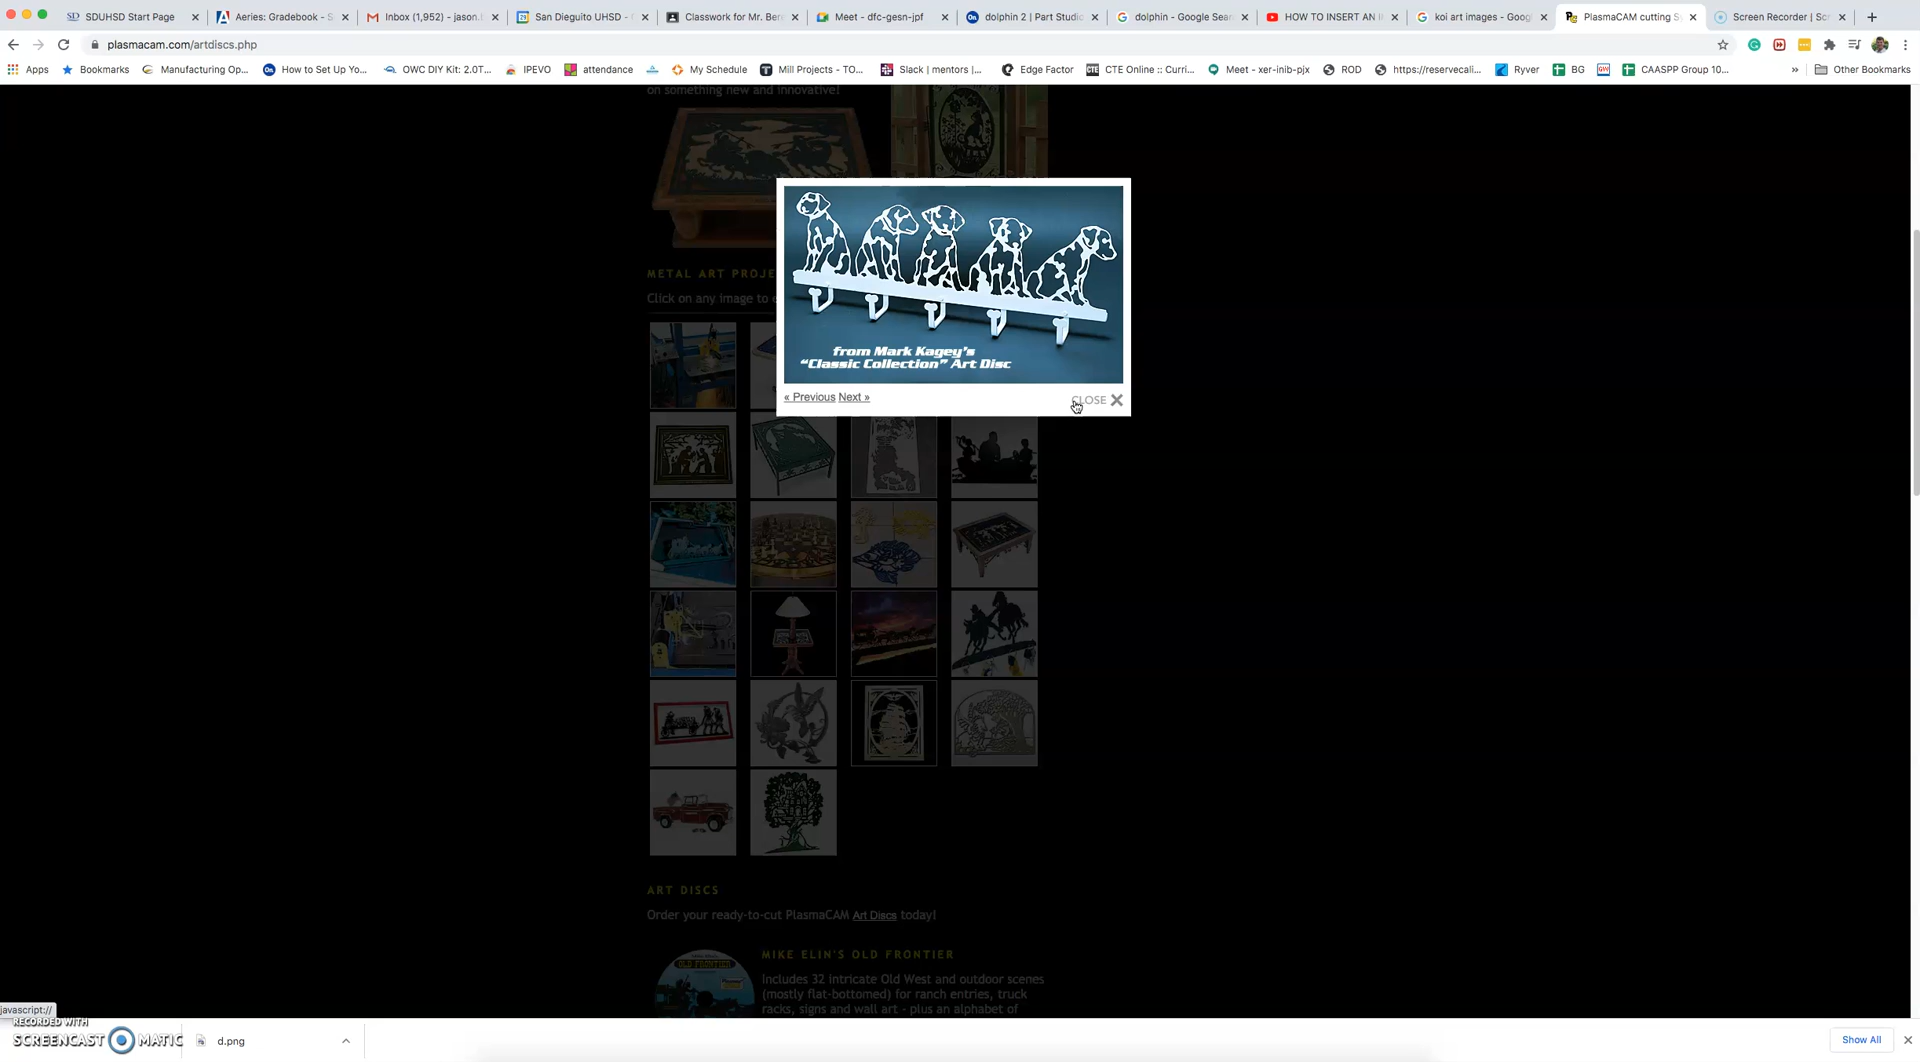 SDUHSD Start Page
Aeries: Gradebook - S
Inbox (1,952) - jason.
San Dieguito UHSD -
Classwork for Mr. Ber
Meet - dfc-gesn-jpf
dolphin 2 | Part Studio
dolphin - Google Sear
HOW TO INSERT AN I
koi art images - Goog
PlasmaCAM cutting Sy
Screen Recorder | Scr
plasmacam.com/artdiscs.php
Apps
Bookmarks
Manufacturing Op...
How to Set Up Yo...
OWC DIY Kit: 2.0T...
IPEVO
attendance
My Schedule
Mill Projects - TO...
Slack | mentors |...
Edge Factor
CTE Online :: Curri...
Meet - xer-inib-pjx
ROD
https://reservecali...
Ryver
BG
CAASPP Group 10...
»
Other Bookmarks
on something new and innovative!
METAL ART PROJE
Click on any image to e
from Mark Kagey's
"Classic Collection" Art Disc
« Previous Next »
CLOSE
ART DISCS
Order your ready-to-cut PlasmaCAM Art Discs today!
OLD FRONTIER
MIKE ELIN'S OLD FRONTIER
Includes 32 intricate Old West and outdoor scenes
(mostly flat-bottomed) for ranch entries, truck
racks, signs and wall art - plus an alphabet of
javascript://
RECORDED WITH
SCREENCAST MATIC
d.png
Show All